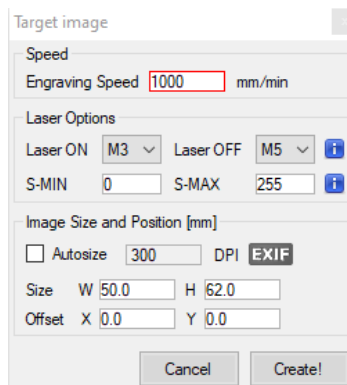 Target image
Speed
Engraving Speed 1000 mm/min
Laser Options
Laser ON M3 Laser OFF M5
S-MIN 0 S-MAX 255
Image Size and Position [mm]
Autosize 300 DPI EXIF
Size W 50.0 H 62.0
Offset X 0.0 Y 0.0
Cancel Create!